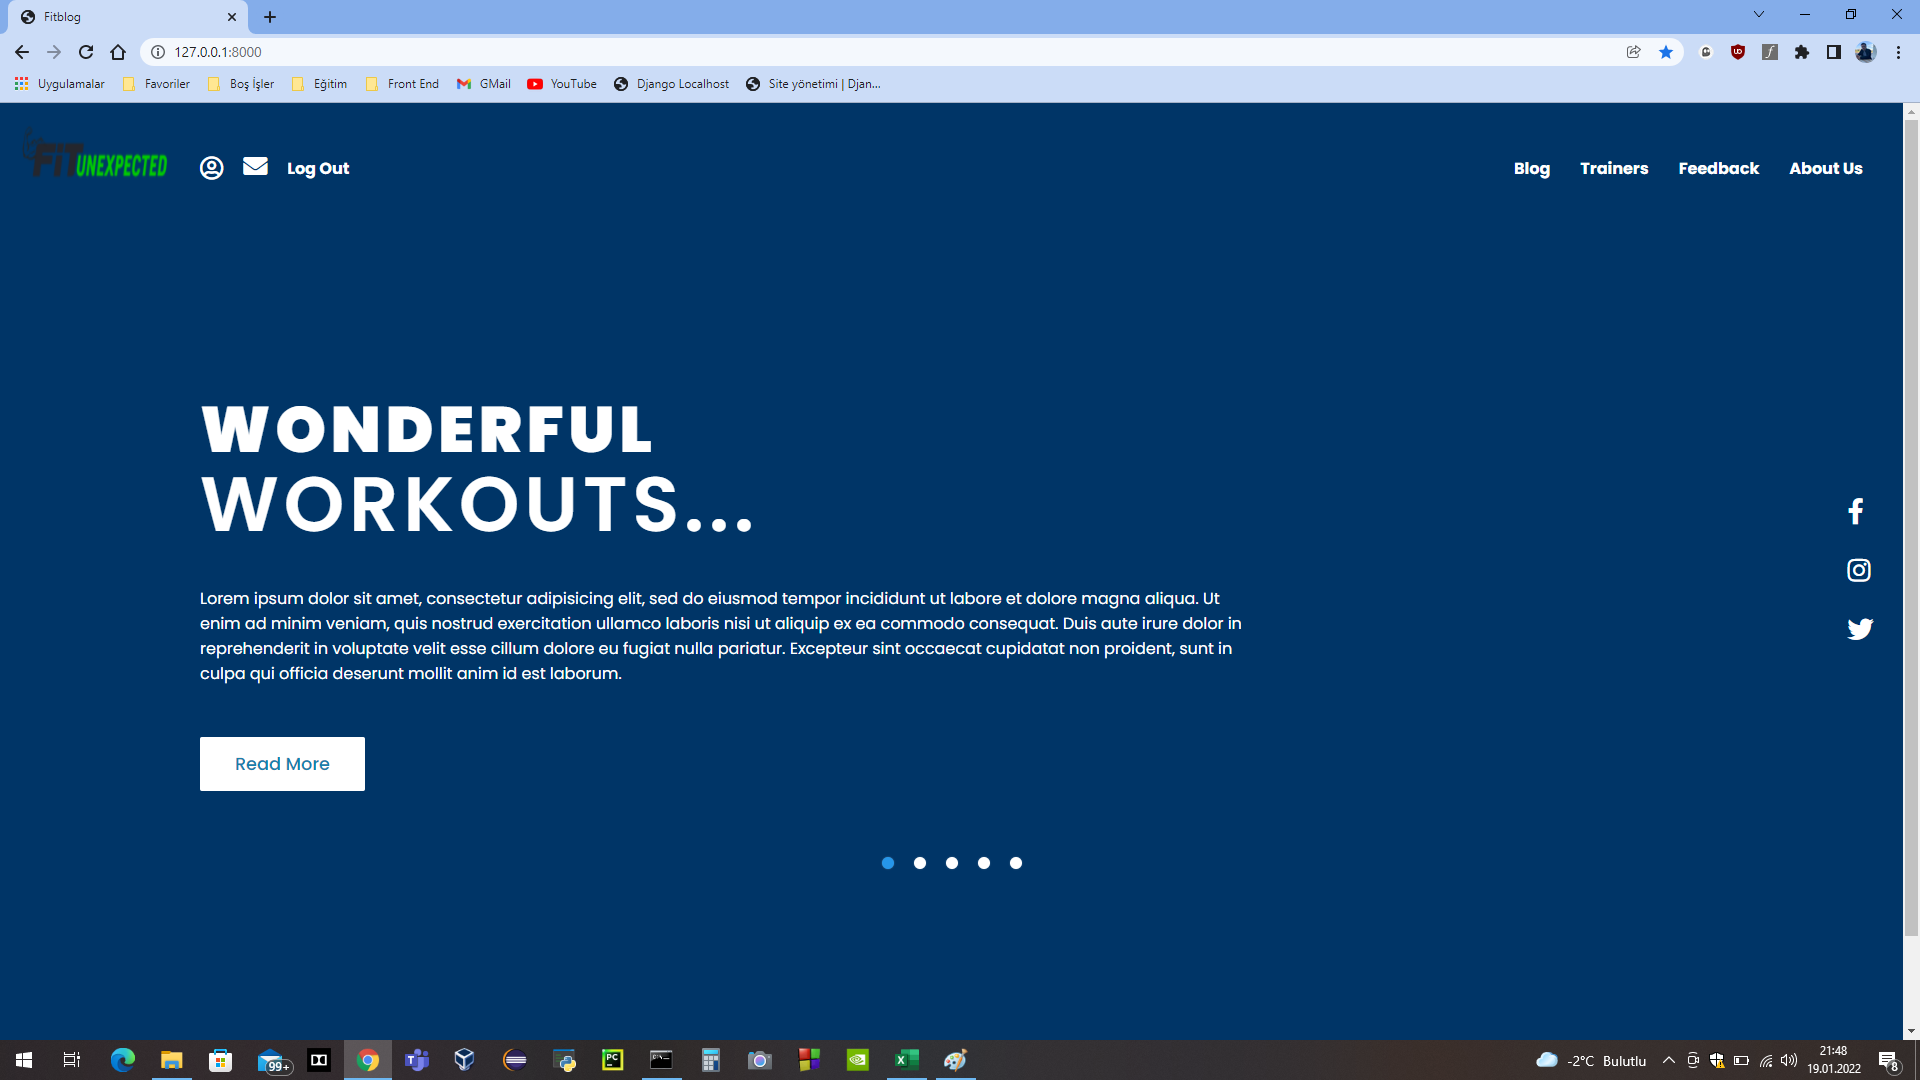 Fitblog
127.0.0.1:8000
Uygulamalar Favoriler Boş İşler Eğitim Front End GMail YouTube Django Localhost Site yönetimi | Djan...
FiT UNEXPECTED
Log Out
Blog Trainers Feedback About Us
WONDERFUL
WORKOUTS...
Lorem ipsum dolor sit amet, consectetur adipisicing elit, sed do eiusmod tempor incididunt ut labore et dolore magna aliqua. Ut
enim ad minim veniam, quis nostrud exercitation ullamco laboris nisi ut aliquip ex ea commodo consequat. Duis aute irure dolor in
reprehenderit in voluptate velit esse cillum dolore eu fugiat nulla pariatur. Excepteur sint occaecat cupidatat non proident, sunt in
culpa qui officia deserunt mollit anim id est laborum.
Read More
99+
PC
-2°C Bulutlu
21:48
19.01.2022
8